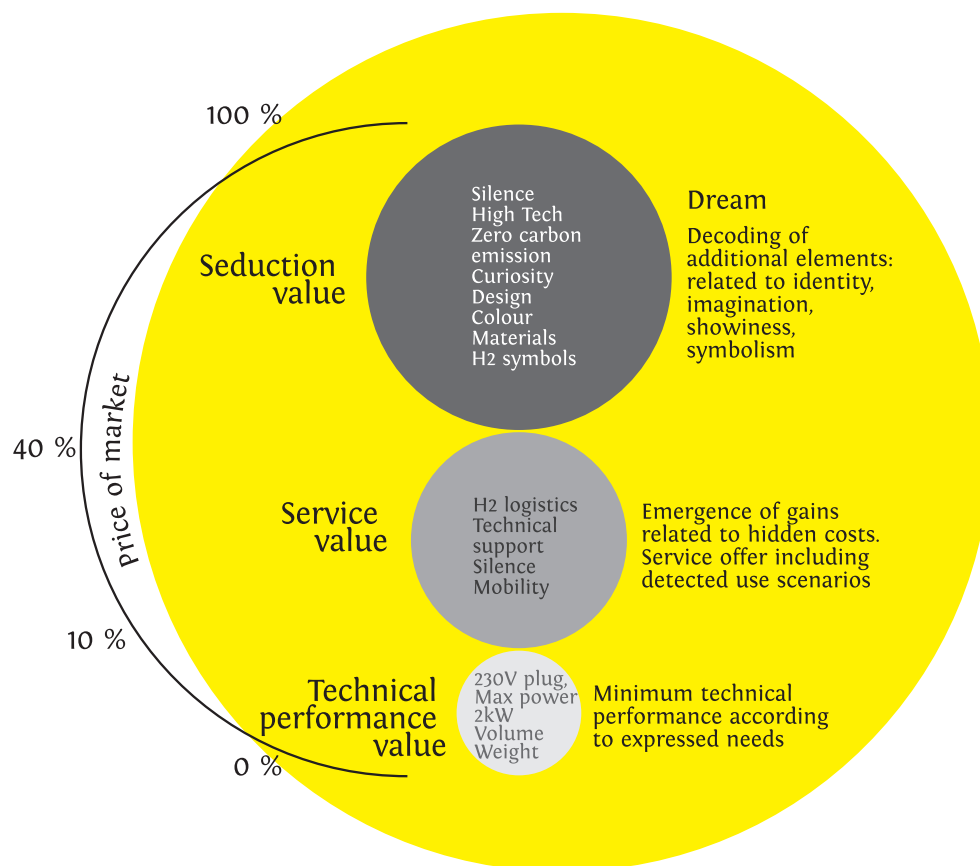 100 %
Silence
High Tech
Zero carbon
emission
Curiosity
Design
Colour
Materials
H2 symbols
Seduction
value
Dream
Decoding of
additional elements:
related to identity,
imagination,
showiness,
symbolism
Price of market
40 %
Service
value
H2 logistics
Technical
support
Silence
Mobility
Emergence of gains
related to hidden costs.
Service offer including
detected use scenarios
10 %
Technical
performance
value
230V plug,
Max power
2kW
Volume
Weight
Minimum technical
performance according
to expressed needs
0 %